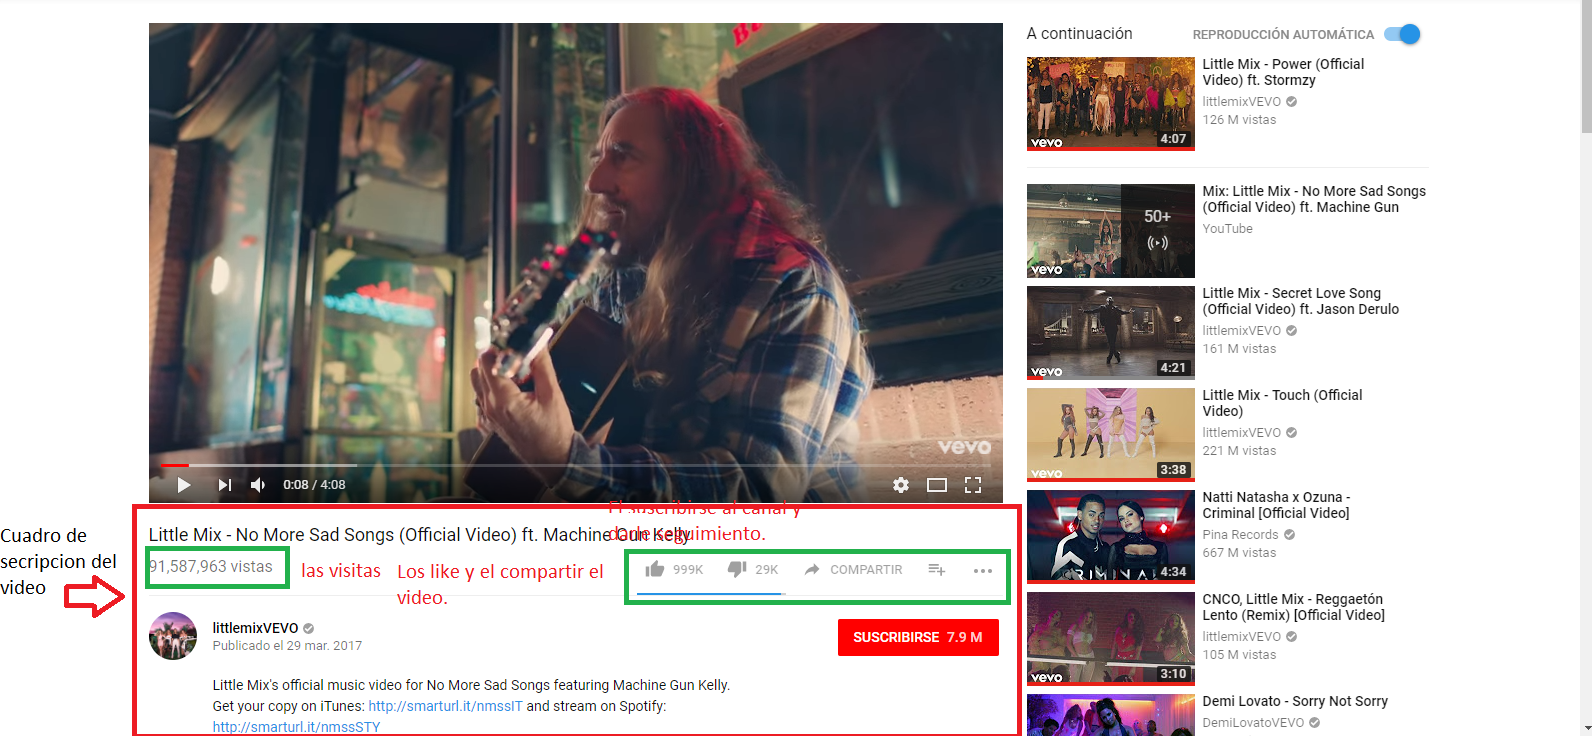 A continuación
REPRODUCCIÓN AUTOMÁTICA
Little Mix - Power (Official
Video) ft. Stormzy
littlemixVEVO
126 M vistas
4:07
vevo
Mix: Little Mix - No More Sad Songs
(Official Video) ft. Machine Gun
YouTube
50+
vevo
Little Mix - Secret Love Song
(Official Video) ft. Jason Derulo
littlemixVEVO
161 M vistas
4:21
vevo
Little Mix - Touch (Official
Video)
littlemixVEVO
221 M vistas
3:38
vevo
Natti Natasha x Ozuna -
Criminal [Official Video]
Pina Records
667 M vistas
4:34
CRIMINAL
CNCO, Little Mix - Reggaetón
Lento (Remix) [Official Video]
littlemixVEVO
105 M vistas
3:10
vevo
Demi Lovato - Sorry Not Sorry
DemiLovatoVEVO
vevo
0:08 / 4:08
El suscribirse al canal y
darle seguimiento.
Little Mix - No More Sad Songs (Official Video) ft. Machine Gun Kelly
91,587,963 vistas
las visitas
Los like y el compartir el
video.
999K
29K
COMPARTIR
Cuadro de
secripcion del
video
littlemixVEVO
Publicado el 29 mar. 2017
SUSCRIBIRSE 7.9 M
Little Mix's official music video for No More Sad Songs featuring Machine Gun Kelly.
Get your copy on iTunes: http://smarturl.it/nmssIT and stream on Spotify:
http://smarturl.it/nmssSTY